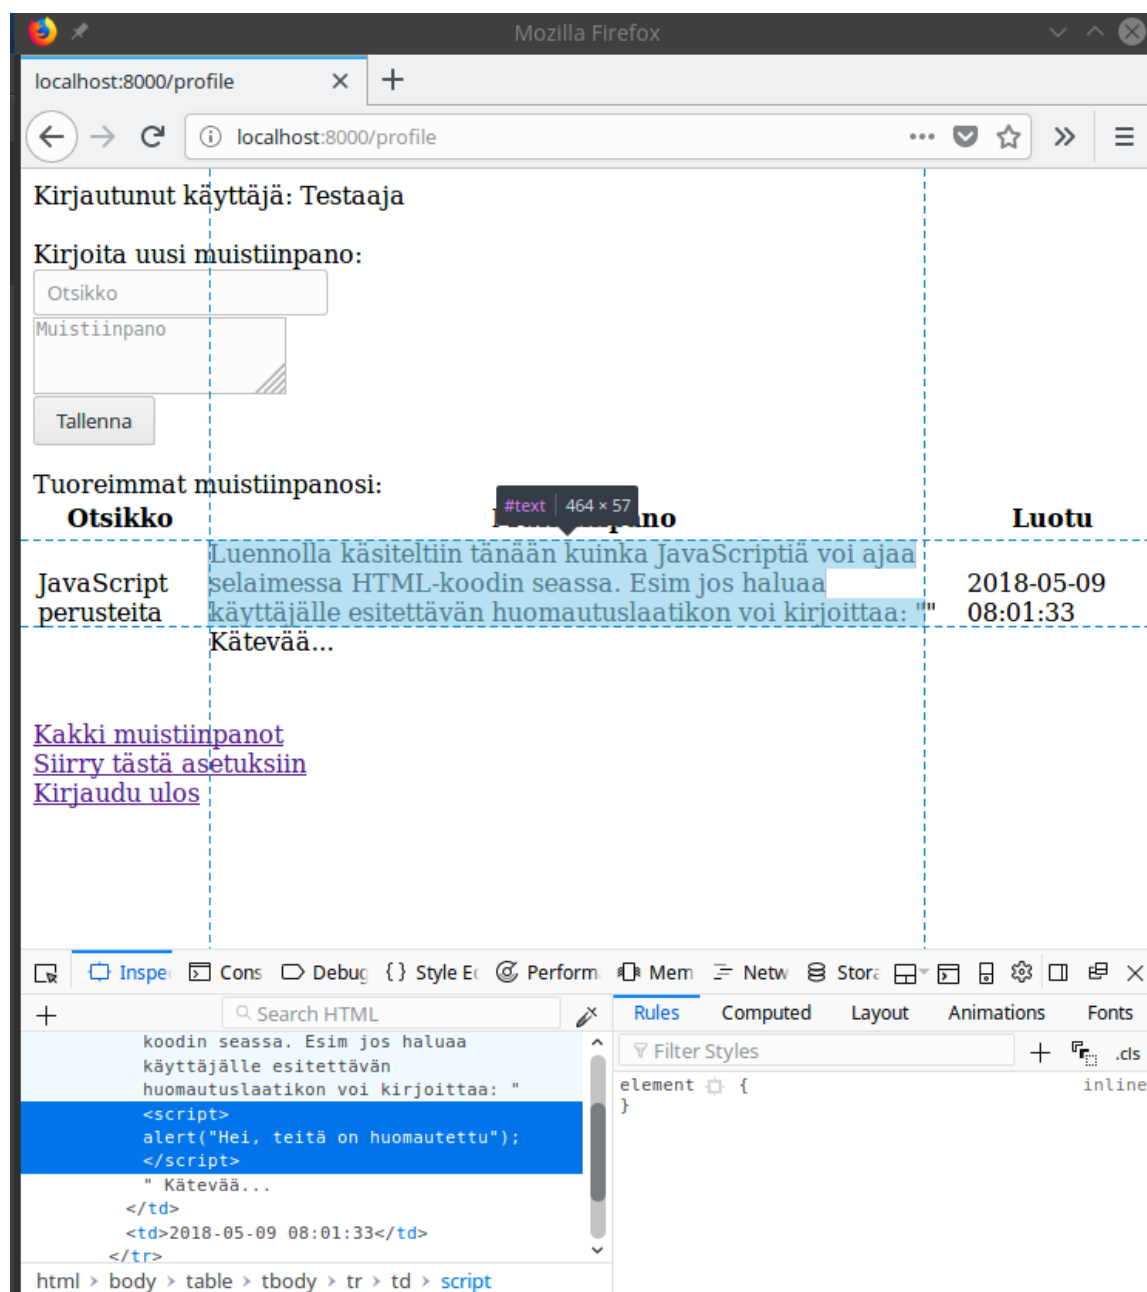 Mozilla Firefox
localhost:8000/profile
localhost:8000/profile
Kirjautunut käyttäjä: Testaaja
Kirjoita uusi muistiinpano:
Otsikko
Muistiinpano
Tallenna
Tuoreimmat muistiinpanosi:
#text 464 × 57
Otsikko
Luotu
JavaScript
perusteita
Luennolla käsiteltiin tänään kuinka JavaScriptiä voi ajaa
selaimessa HTML-koodin seassa. Esim jos haluaa
käyttäjälle esitettävän huomautuslaatikon voi kirjoittaa: ""
Kätevää...
2018-05-09
08:01:33
Kakki muistiinpanot
Siirry tästä asetuksiin
Kirjaudu ulos
Inspe Cons Debug {} Style E Perform Mem Netw Stora
+ Search HTML
Rules Computed Layout Animations Fonts
Filter Styles + .cls
koodin seassa. Esim jos haluaa
käyttäjälle esitettävän
huomautuslaatikon voi kirjoittaa: "
<script>
alert("Hei, teitä on huomautettu");
</script>
" Kätevää...
</td>
<td>2018-05-09 08:01:33</td>
</tr>
element { inline
}
html > body > table > tbody > tr > td > script